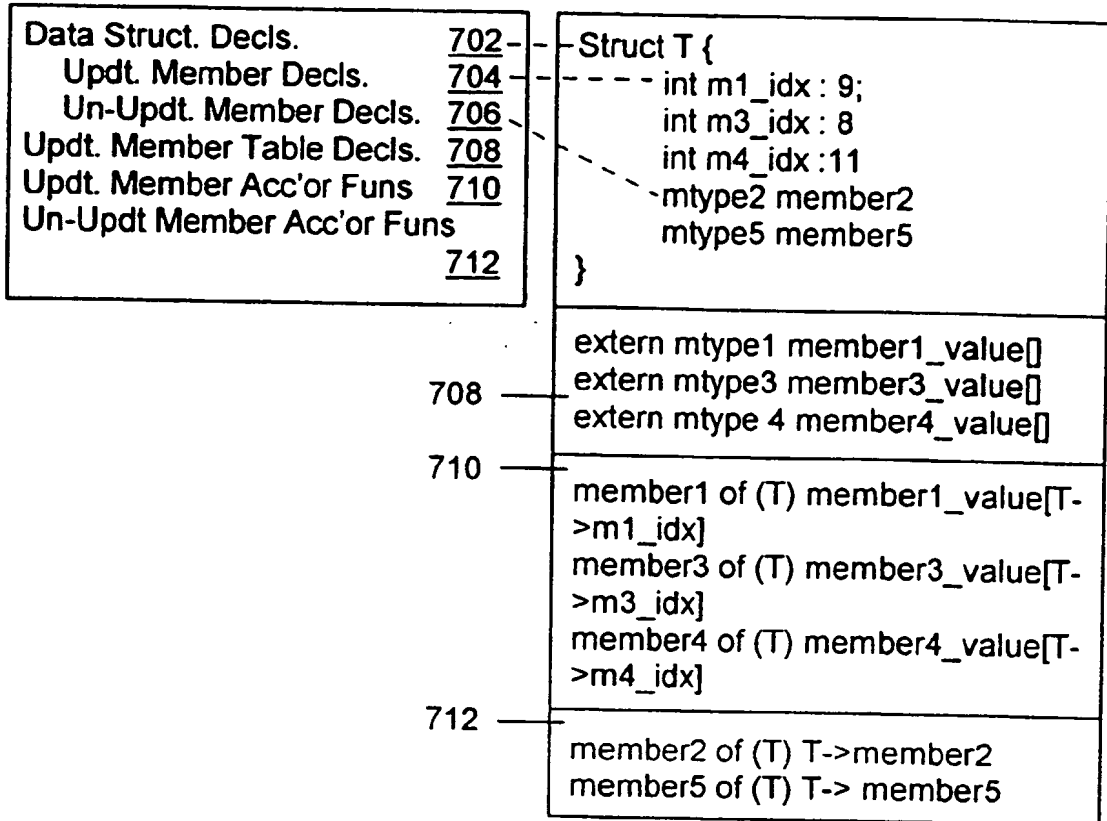 Data Struct. Decls. 702
Updt. Member Decls. 704
Un-Updt. Member Decls. 706
Updt. Member Table Decls. 708
Updt. Member Acc'or Funs 710
Un-Updt Member Acc'or Funs
712
Struct T {
int m1_idx : 9;
int m3_idx : 8
int m4_idx :11
mtype2 member2
mtype5 member5
}
708
extern mtype1 member1_value[]
extern mtype3 member3_value[]
extern mtype 4 member4_value[]
710
member1 of (T) member1_value[T-
>m1_idx]
member3 of (T) member3_value[T-
>m3_idx]
member4 of (T) member4_value[T-
>m4_idx]
712
member2 of (T) T->member2
member5 of (T) T-> member5